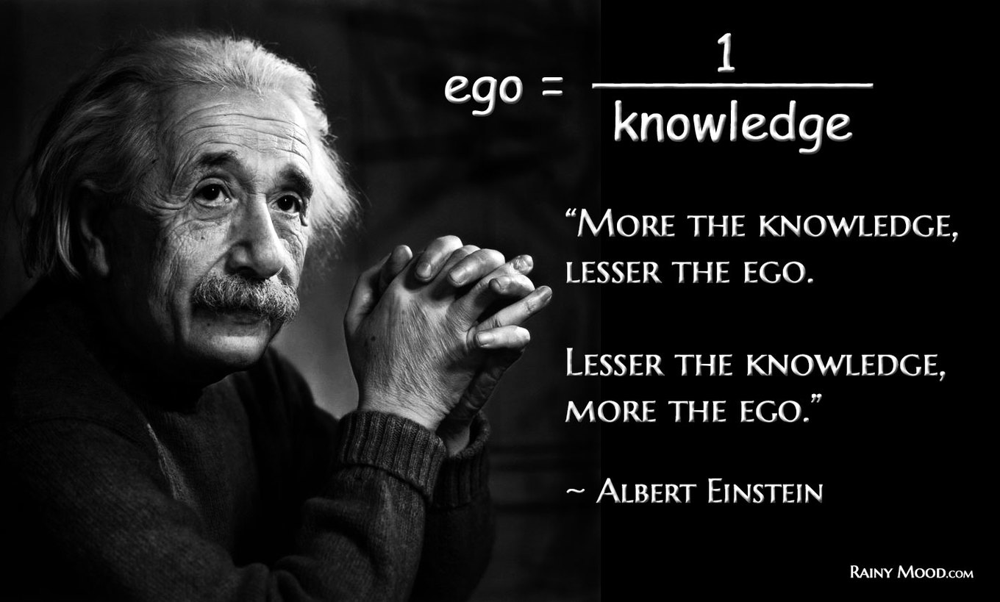 ego = 1
knowledge
“More the knowledge,
lesser the ego.
Lesser the knowledge,
more the ego.”
~ Albert Einstein
Rainy Mood.com